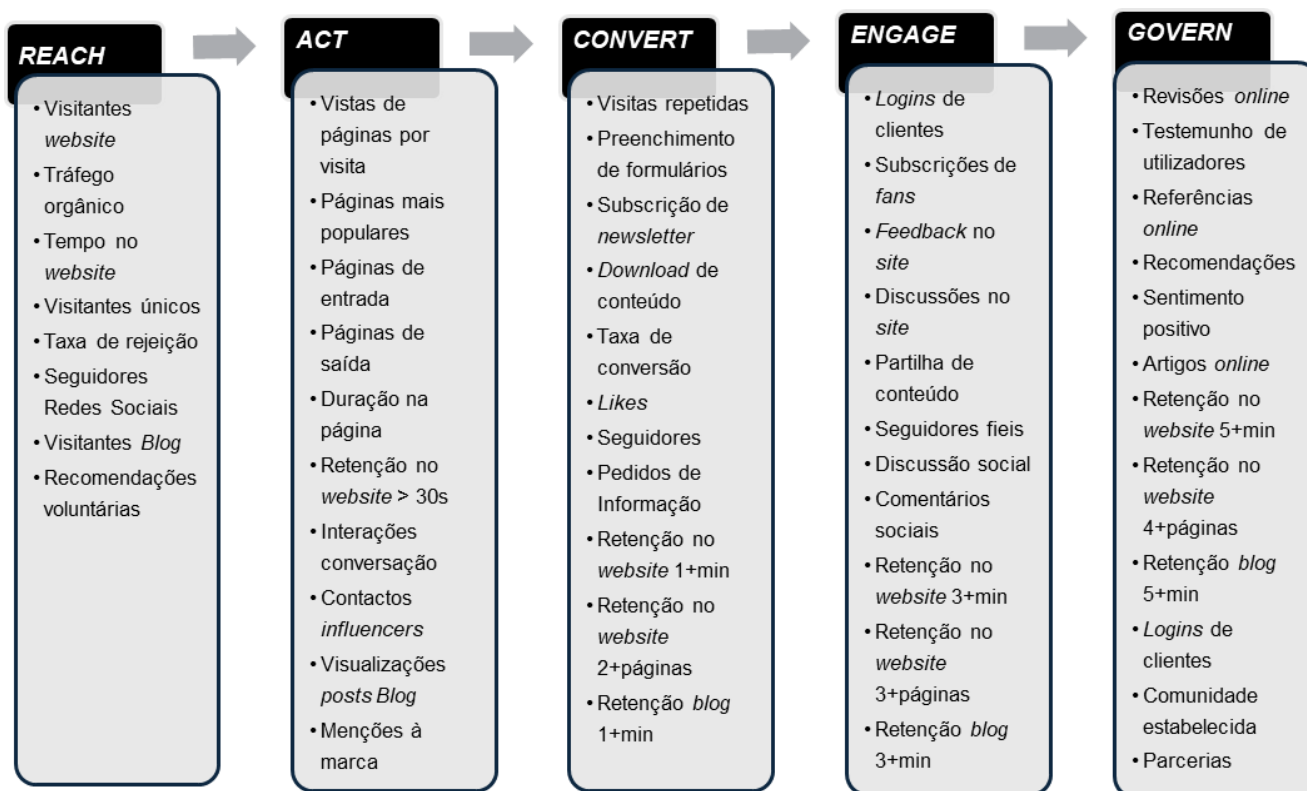 REACH
• Visitantes
website
• Tráfego
orgânico
• Tempo no
website
• Visitantes únicos
• Taxa de rejeição
• Seguidores
Redes Sociais
• Visitantes Blog
• Recomendações
voluntárias
ACT
• Vistas de
páginas por
visita
• Páginas mais
populares
• Páginas de
entrada
• Páginas de
saída
• Duração na
página
• Retenção no
website > 30s
• Interações
conversação
• Contactos
influencers
• Visualizações
posts Blog
• Menções à
marca
CONVERT
• Visitas repetidas
• Preenchimento
de formulários
• Subscrição de
newsletter
• Download de
conteúdo
• Taxa de
conversão
• Likes
• Seguidores
• Pedidos de
Informação
• Retenção no
website 1+min
• Retenção no
website
2+páginas
• Retenção blog
1+min
ENGAGE
• Logins de
clientes
• Subscrições de
fans
• Feedback no
site
• Discussões no
site
• Partilha de
conteúdo
• Seguidores fieis
• Discussão social
• Comentários
sociais
• Retenção no
website 3+min
• Retenção no
website
3+páginas
• Retenção blog
3+min
GOVERN
• Revisões online
• Testemunho de
utilizadores
• Referências
online
• Recomendações
• Sentimento
positivo
• Artigos online
• Retenção no
website 5+min
• Retenção no
website
4+páginas
• Retenção blog
5+min
• Logins de
clientes
• Comunidade
estabelecida
• Parcerias